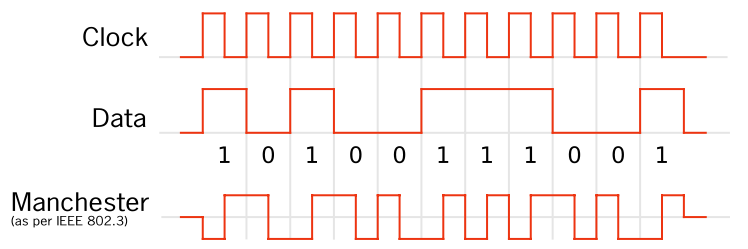 Clock
Data
1 0 1 0 0 1 1 1 0 0 1
Manchester
(as per IEEE 802.3)